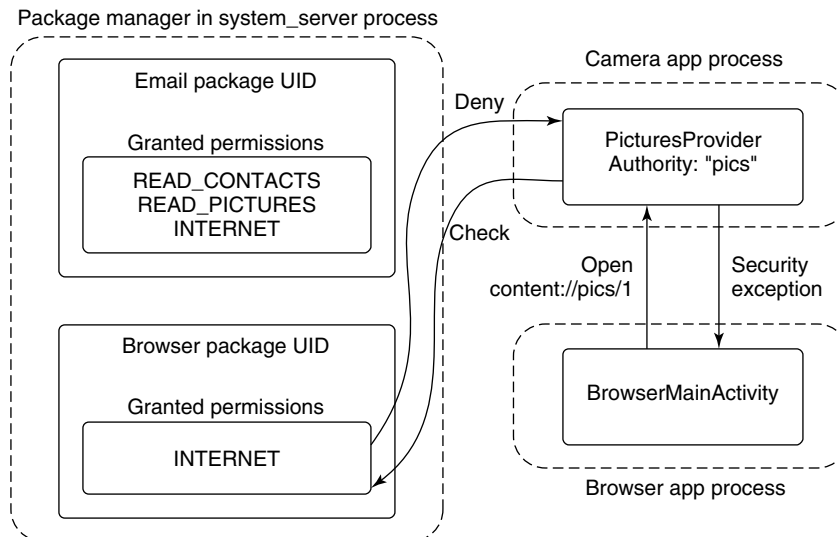 Package manager in system_server process
Email package UID
Granted permissions
READ_CONTACTS
READ_PICTURES
INTERNET
Browser package UID
Granted permissions
INTERNET
Deny
Check
Camera app process
PicturesProvider
Authority: "pics"
Open
content://pics/1
Security
exception
BrowserMainActivity
Browser app process